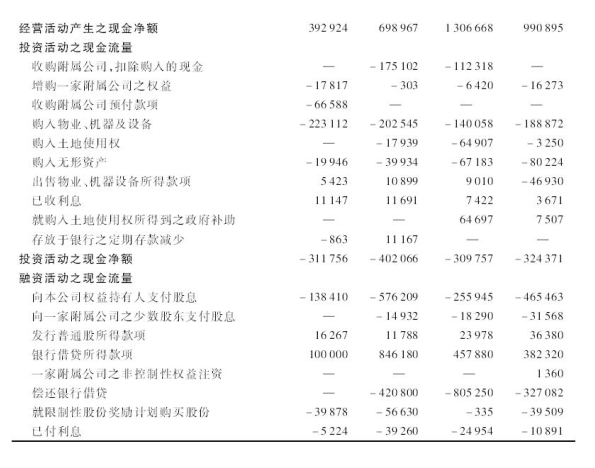 经营活动产生之现金净额 392 924 698 967 1 306 668 990 895
投资活动之现金流量
收购附属公司,扣除购入的现金 — －175 102 －112 318 —
增购一家附属公司之权益 －17 817 －303 －6 420 －16 273
收购附属公司预付款项 －66 588 — — —
购入物业、机器及设备 －223 112 －202 545 －140 058 －188 872
购入土地使用权 — －17 939 －64 907 －3 250
购入无形资产 －19 946 －39 934 －67 183 －80 224
出售物业、机器设备所得款项 5 423 10 899 9 010 －46 930
已收利息 11 147 11 691 7 422 3 671
就购入土地使用权所得到之政府补助 — — 64 697 7 507
存放于银行之定期存款减少 －863 11 167 — —
投资活动之现金净额 －311 756 －402 066 －309 757 －324 371
融资活动之现金流量
向本公司权益持有人支付股息 －138 410 －576 209 －255 945 －465 463
向一家附属公司之少数股东支付股息 — －14 932 －18 290 －31 568
发行普通股所得款项 16 267 11 788 23 978 36 380
银行借贷所得款项 100 000 846 180 457 880 382 320
一家附属公司之非控制性权益注资 — — — 1 360
偿还银行借贷 — －420 800 －805 250 －327 082
就限制性股份奖励计划购买股份 －39 878 －56 630 －335 －39 509
已付利息 －5 224 －39 260 －24 954 －10 891